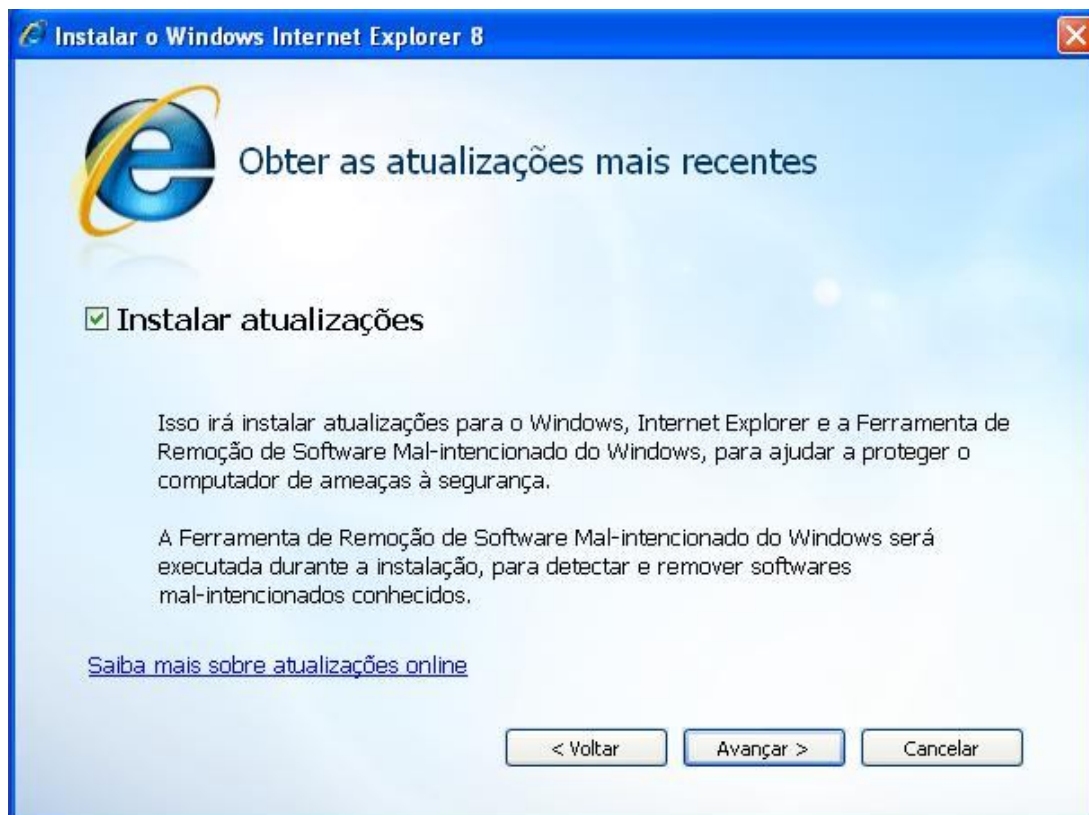 Instalar o Windows Internet Explorer 8
Obter as atualizações mais recentes
Instalar atualizações
Isso irá instalar atualizações para o Windows, Internet Explorer e a Ferramenta de
Remoção de Software Mal-intencionado do Windows, para ajudar a proteger o
computador de ameaças à segurança.
A Ferramenta de Remoção de Software Mal-intencionado do Windows será
executada durante a instalação, para detectar e remover softwares
mal-intencionados conhecidos.
Saiba mais sobre atualizações online
< Voltar Avançar > Cancelar